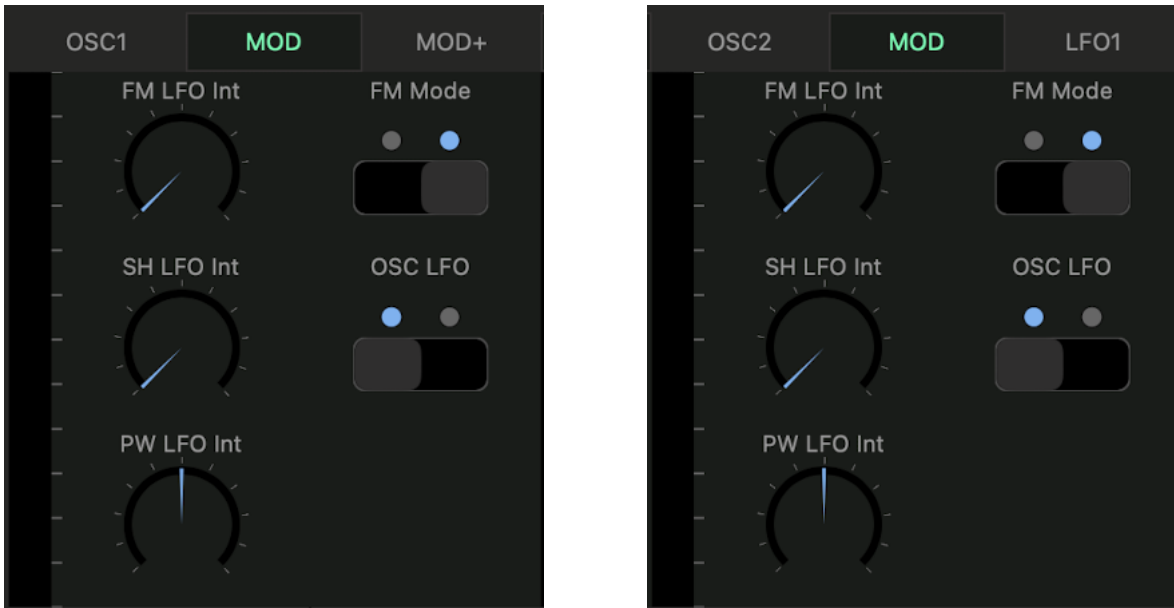 OSC1 MOD MOD+
FM LFO Int FM Mode
SH LFO Int OSC LFO
PW LFO Int
OSC2 MOD LFO1
FM LFO Int FM Mode
SH LFO Int OSC LFO
PW LFO Int